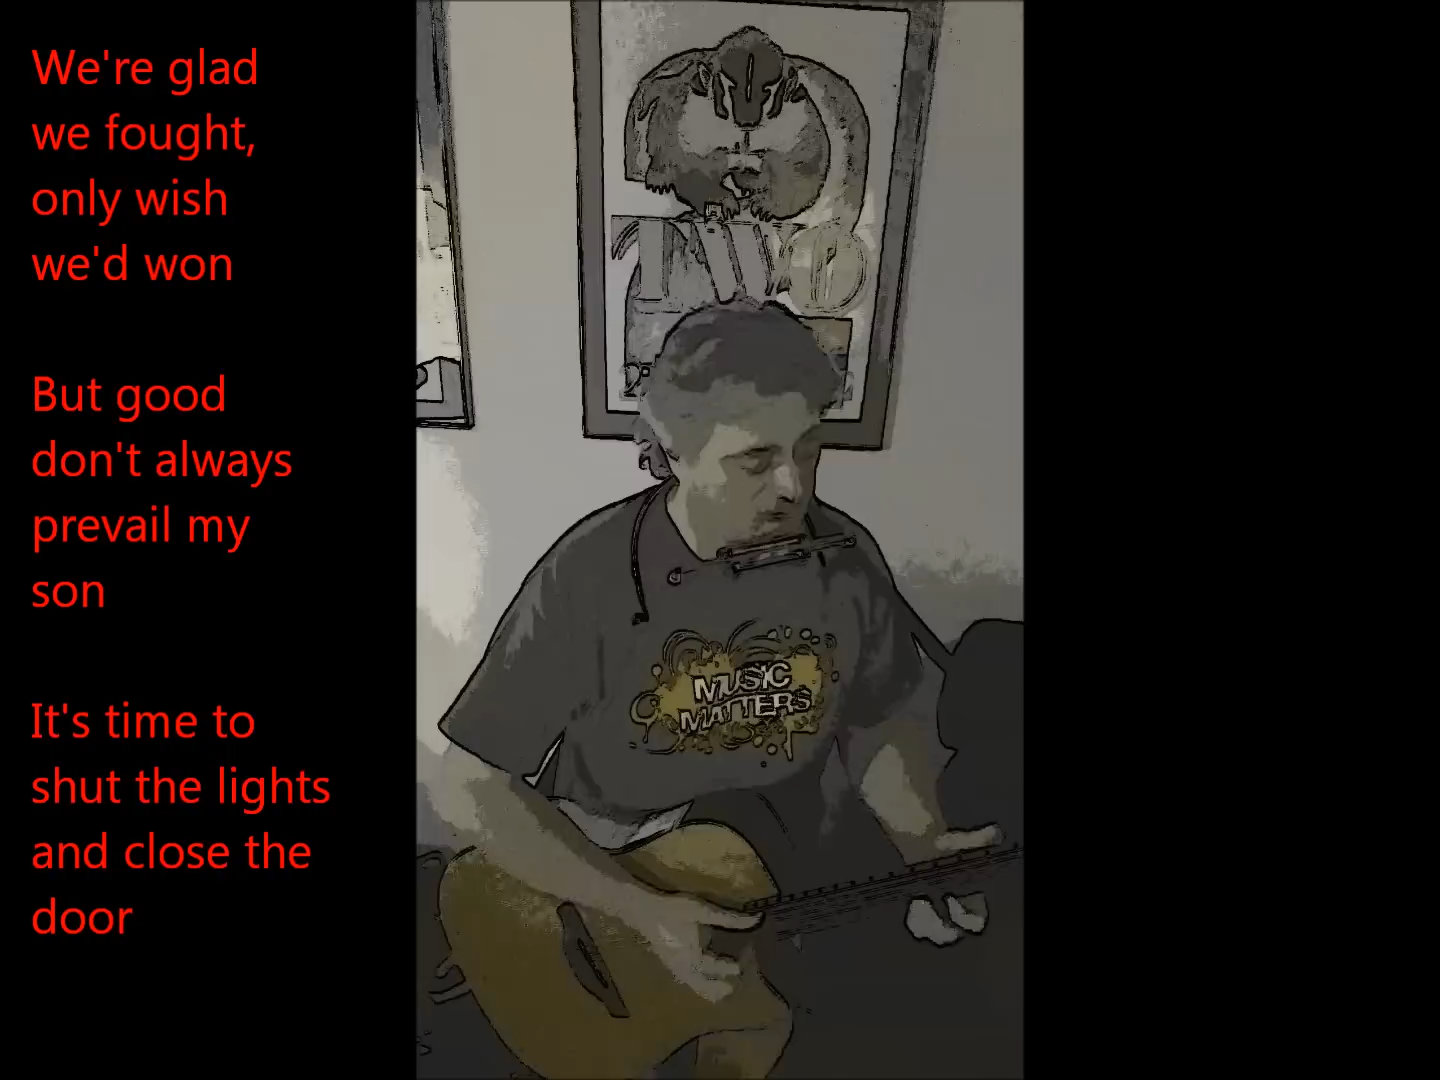 We're glad
we fought,
only wish
we'd won
But good
don't always
prevail my
son
It's time to
shut the lights
and close the
door
MUSIC
MATTERS